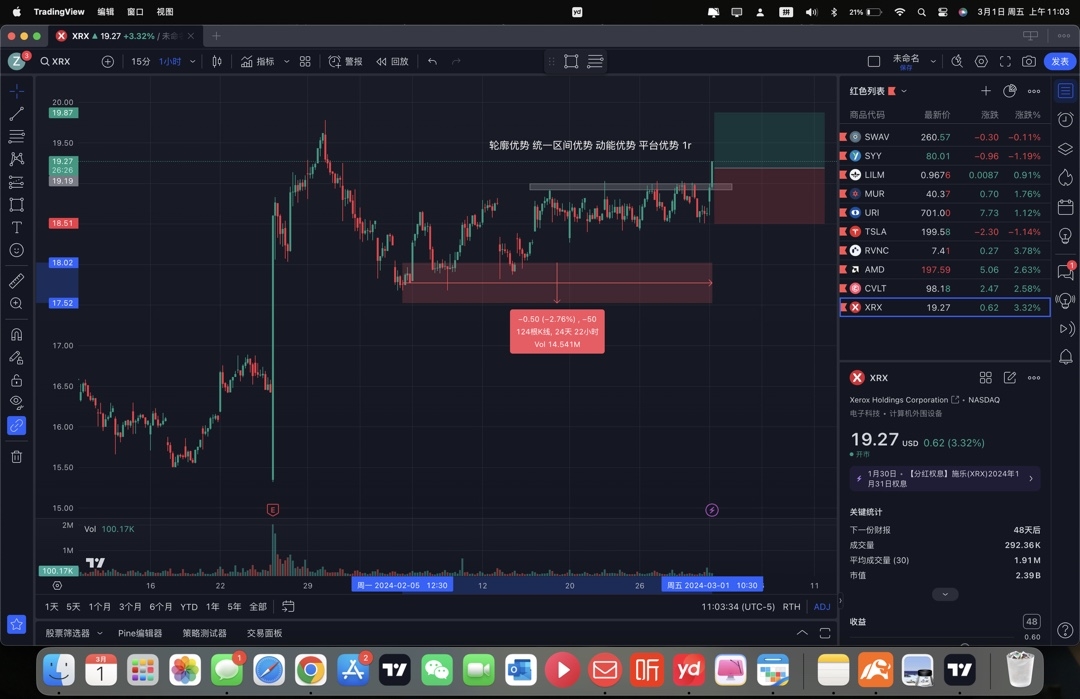 TradingView 编辑 窗口 视图
yd
拼
21%
3月1日 周五 上午11:03
XRX ▲ 19.27 +3.32% / 未命
Z
3
XRX
15分 1小时
指标
警报
回放
未命名
保存
发表
20.00
19.87
19.50
19.27
26:26
19.19
18.51
18.02
17.52
17.00
16.50
16.00
15.50
15.00
2M
1M
100.17K
轮廓优势 统一区间优势 动能优势 平台优势 1r
−0.50 (−2.76%) , −50
124根K线, 24天 22小时
Vol 14.541M
E
Vol 100.17K
16 22 29 周一 2024-02-05 12:30 12 20 26 周五 2024-03-01 10:30 11
1天 5天 1个月 3个月 6个月 YTD 1年 5年 全部
11:03:34 (UTC-5) RTH ADJ
股票筛选器 Pine编辑器 策略测试器 交易面板
红色列表
商品代码 最新价 涨跌 涨跌%
SWAV 260.57 −0.30 −0.11%
SYY 80.01 −0.96 −1.19%
LILM 0.9676 0.0087 0.91%
MUR 40.37 0.70 1.76%
URI 701.00 7.73 1.12%
TSLA 199.58 −2.30 −1.14%
RVNC 7.41 0.27 3.78%
AMD 197.59 5.06 2.63%
CVLT 98.18 2.47 2.58%
XRX 19.27 0.62 3.32%
1
XRX
Xerox Holdings Corporation • NASDAQ
电子科技 • 计算机外围设备
19.27 USD 0.62 (3.32%)
开市
1月30日 • 【分红权息】施乐(XRX)2024年1
月31日权息
关键统计
下一份财报 48天后
成交量 292.36K
平均成交量 (30) 1.91M
市值 2.39B
收益
48
0.60
3月
1
1
2
听
yd